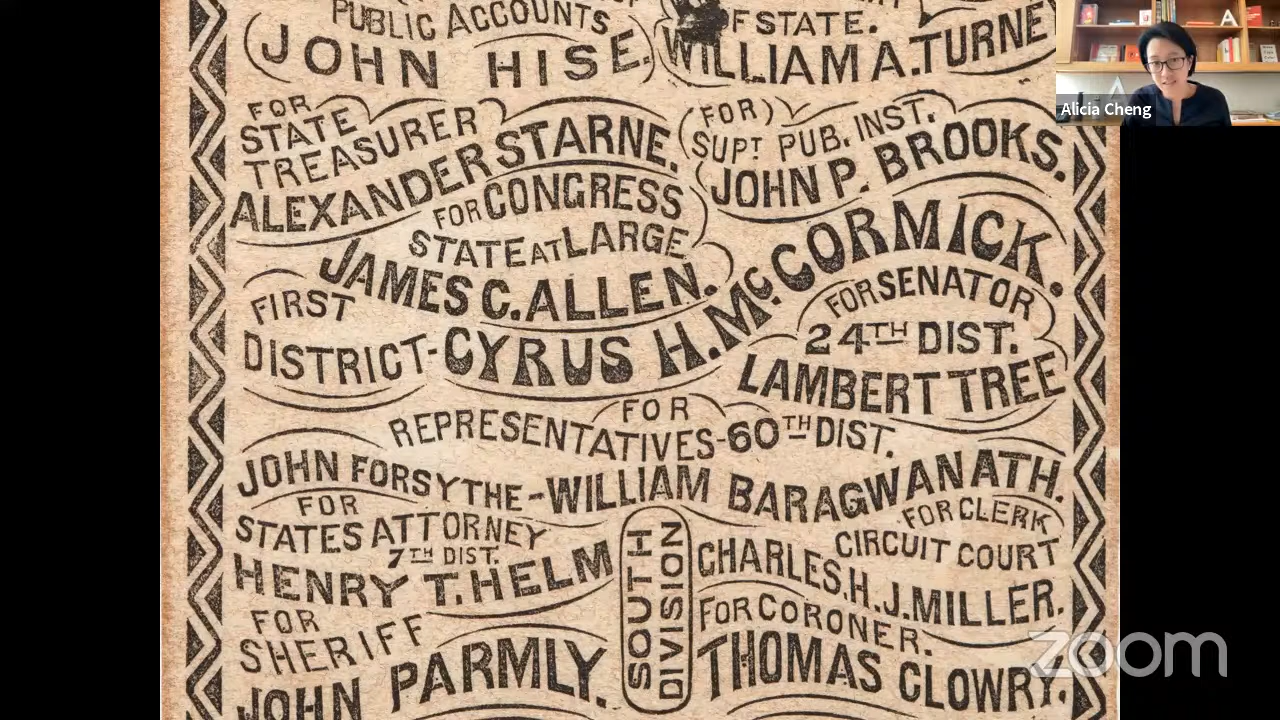 PUBLIC ACCOUNTS
JOHN HISE.
OF STATE.
WILLIAM A. TURNE
FOR
STATE
TREASURER
ALEXANDER STARNE.
(FOR)
SUPT PUB. INST.
JOHN P. BROOKS.
FOR CONGRESS
STATE AT LARGE
JAMES C. ALLEN.
FIRST
DISTRICT-CYRUS H. McCORMICK.
FOR SENATOR
24TH DIST.
LAMBERT TREE
FOR
REPRESENTATIVES-60TH DIST.
JOHN FORSYTHE-WILLIAM BARAGWANATH.
FOR
STATES ATTORNEY
7TH DIST.
HENRY T. HELM
FOR
SHERIFF
JOHN PARMLY.
SOUTH
DIVISION
FOR CLERK
CIRCUIT COURT
CHARLES. H. J. MILLER.
FOR CORONER.
THOMAS CLOWRY.
Alicia Cheng
A
zoom